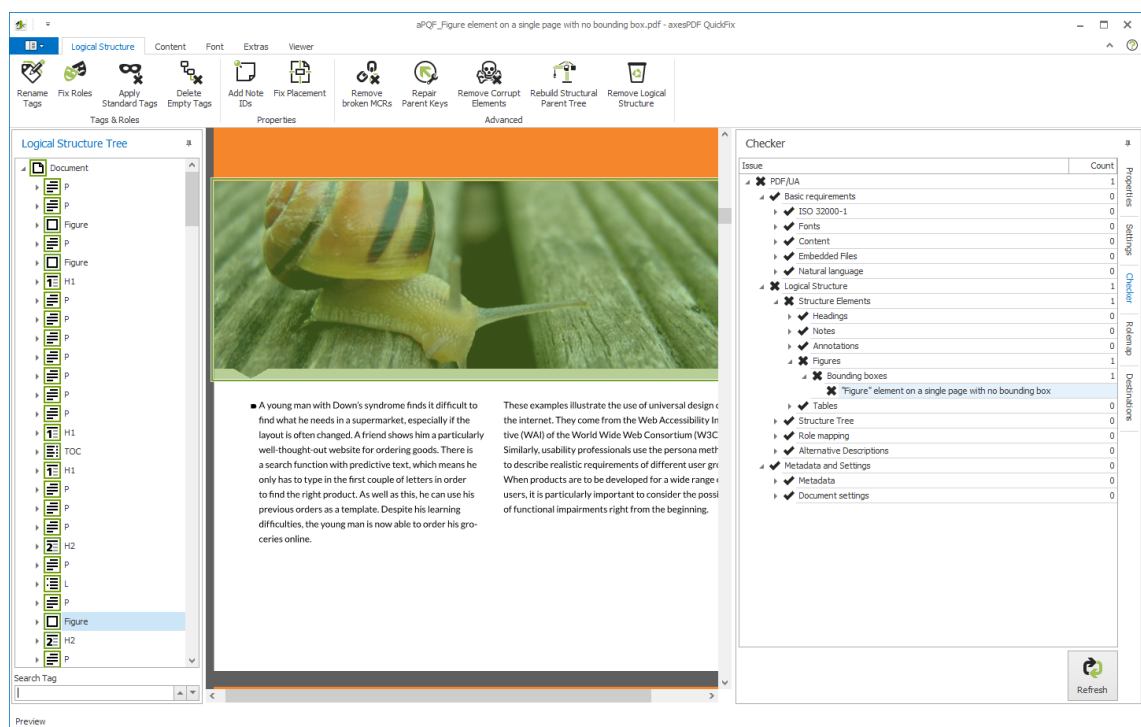 aPQF_Figure element on a single page with no bounding box.pdf - axesPDF QuickFix
Logical Structure Content Font Extras Viewer
Rename Tags
Fix Roles
Apply Standard Tags
Delete Empty Tags
Add Note IDs
Fix Placement
Remove broken MCRs
Repair Parent Keys
Remove Corrupt Elements
Rebuild Structural Parent Tree
Remove Logical Structure
Tags & Roles
Properties
Advanced
Logical Structure Tree
Document
P
P
Figure
P
Figure
1 H1
P
P
P
P
P
P
P
1 H1
TOC
1 H1
P
P
P
2 H2
P
L
P
Figure
2 H2
P
Search Tag
Preview
A young man with Down's syndrome finds it difficult to
find what he needs in a supermarket, especially if the
layout is often changed. A friend shows him a particularly
well-thought-out website for ordering goods. There is
a search function with predictive text, which means he
only has to type in the first couple of letters in order
to find the right product. As well as this, he can use his
previous orders as a template. Despite his learning
difficulties, the young man is now able to order his gro-
ceries online.
These examples illustrate the use of universal design
the internet. They come from the Web Accessibility In
tive (WAI) of the World Wide Web Consortium (W3C
Similarly, usability professionals use the persona meth
to describe realistic requirements of different user gro
When products are to be developed for a wide range
users, it is particularly important to consider the possi
of functional impairments right from the beginning.
Checker
Issue Count
PDF/UA 1
Basic requirements 0
ISO 32000-1 0
Fonts 0
Content 0
Embedded Files 0
Natural language 0
Logical Structure 1
Structure Elements 1
Headings 0
Notes 0
Annotations 0
Figures 1
Bounding boxes 1
"Figure" element on a single page with no bounding box
Tables 0
Structure Tree 0
Role mapping 0
Alternative Descriptions 0
Metadata and Settings 0
Metadata 0
Document settings 0
Refresh
Properties
Settings
Checker
Rolemap
Destinations